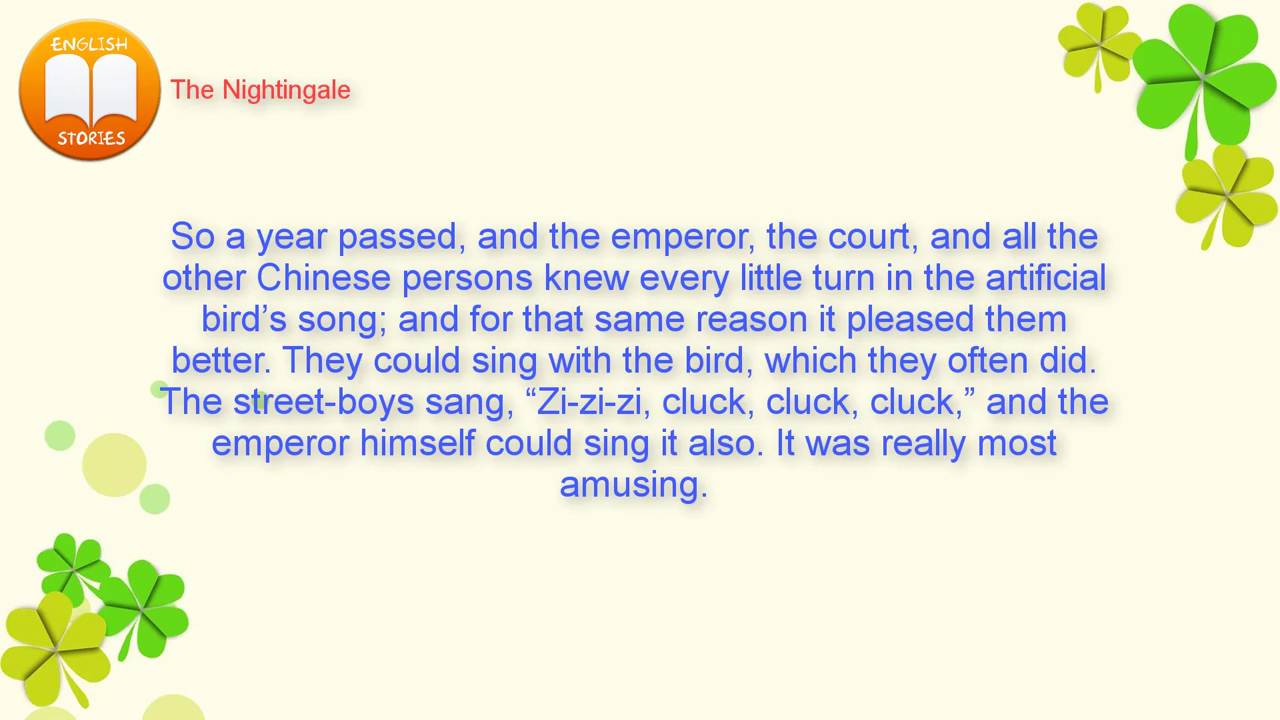 ENGLISH
STORIES
The Nightingale
So a year passed, and the emperor, the court, and all the
other Chinese persons knew every little turn in the artificial
bird’s song; and for that same reason it pleased them
better. They could sing with the bird, which they often did.
The street-boys sang, “Zi-zi-zi, cluck, cluck, cluck,” and the
emperor himself could sing it also. It was really most
amusing.